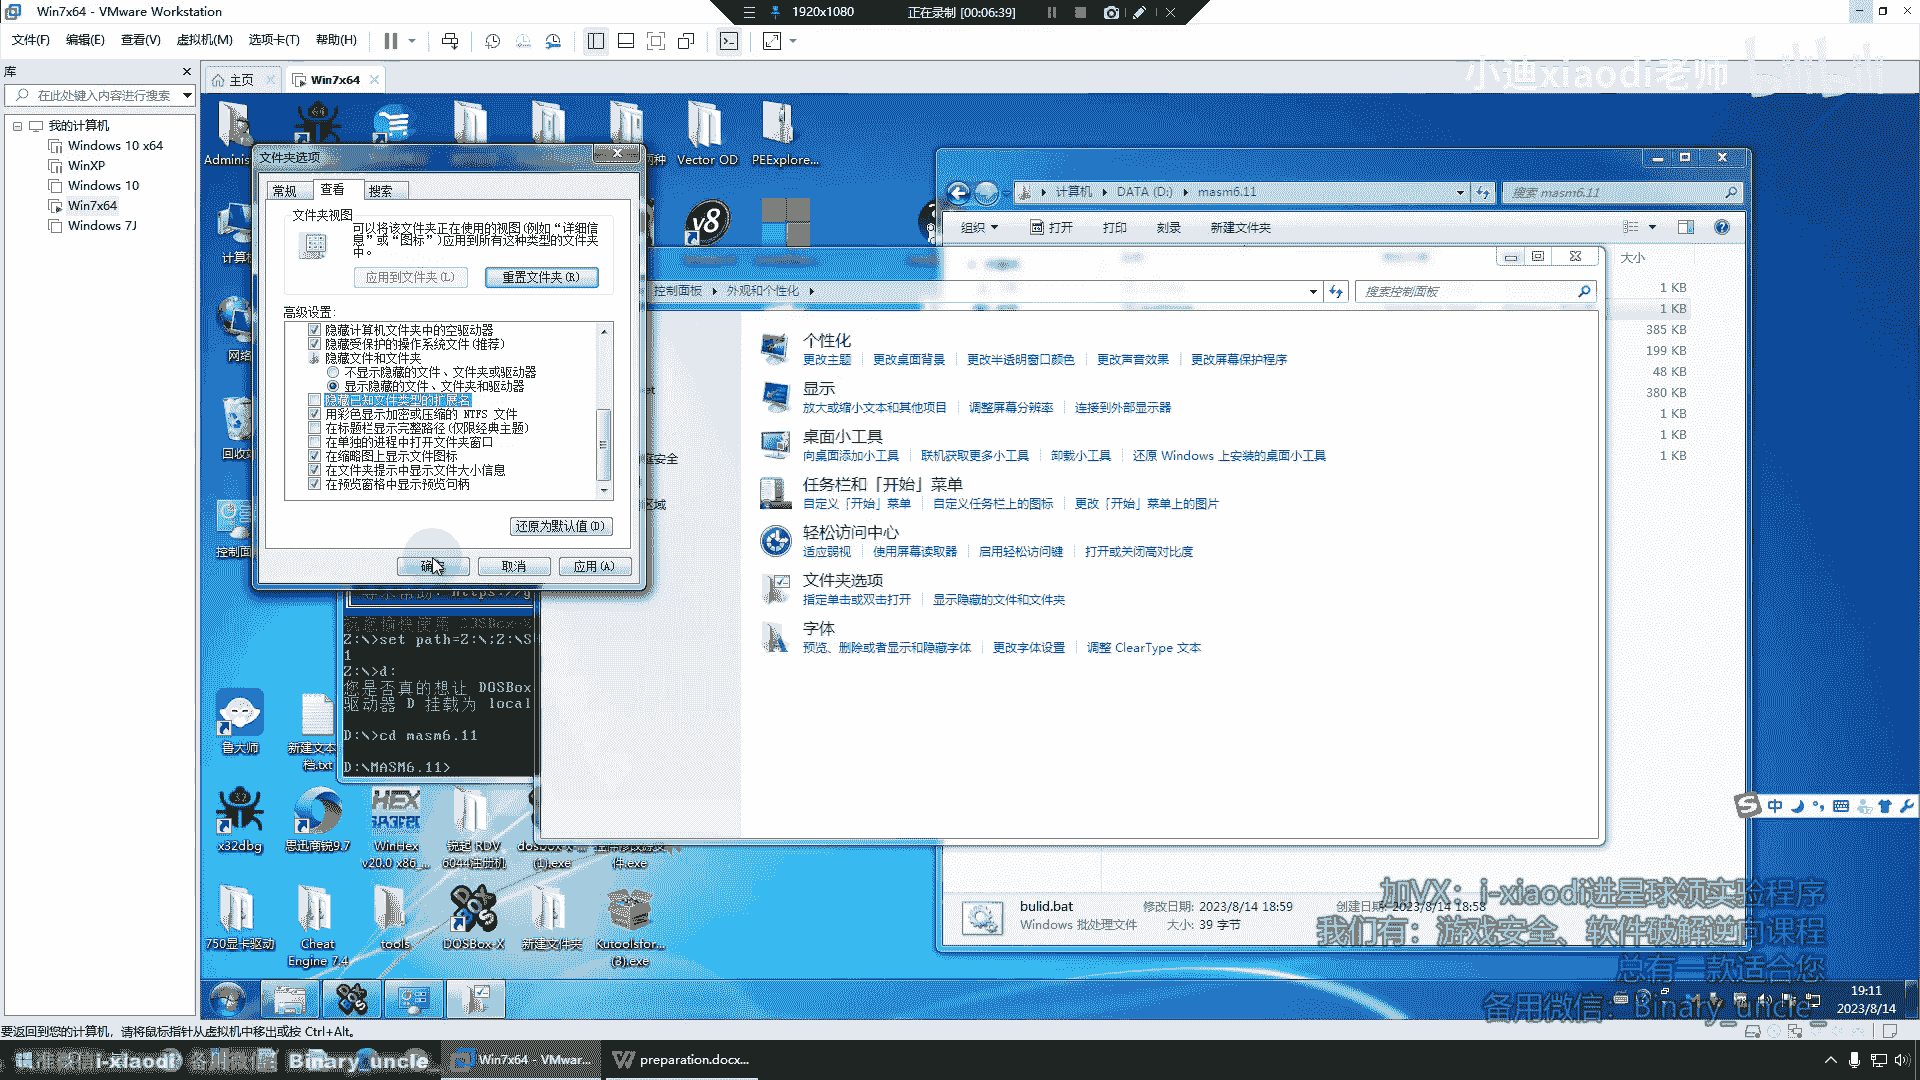 Win7x64 - VMware Workstation
1920x1080
正在录制 [00:06:39]
文件(F) 编辑(E) 查看(V) 虚拟机(M) 选项卡(T) 帮助(H)
库
在此处键入内容进行搜索
我的计算机
Windows 10 x64
WinXP
Windows 10
Win7x64
Windows 7J
主页
Win7x64
小迪xiaodi老师
Adminis
Vector OD
PEExplore...
文件夹选项
常规
查看
搜索
文件夹视图
可以将该文件夹正在使用的视图(例如“详细信
息”或“图标”)应用到所有这种类型的文件夹
中。
应用到文件夹(L)
重置文件夹(R)
高级设置:
隐藏计算机文件夹中的空驱动器
隐藏受保护的操作系统文件(推荐)
隐藏文件和文件夹
不显示隐藏的文件、文件夹或驱动器
显示隐藏的文件、文件夹和驱动器
隐藏已知文件类型的扩展名
用彩色显示加密或压缩的 NTFS 文件
在标题栏显示完整路径(仅限经典主题)
在单独的进程中打开文件夹窗口
在缩略图上显示文件图标
在文件夹提示中显示文件大小信息
在预览窗格中显示预览句柄
还原为默认值(D)
取消
应用(A)
计算机
DATA (D:)
masm6.11
搜索 masm6.11
组织
打开
打印
刻录
新建文件夹
大小
1 KB
1 KB
385 KB
199 KB
48 KB
380 KB
1 KB
1 KB
1 KB
控制面板
外观和个性化
搜索控制面板
个性化
更改主题
更改桌面背景
更改半透明窗口颜色
更改声音效果
更改屏幕保护程序
显示
放大或缩小文本和其他项目
调整屏幕分辨率
连接到外部显示器
桌面小工具
向桌面添加小工具
联机获取更多小工具
卸载小工具
还原 Windows 上安装的桌面小工具
任务栏和「开始」菜单
自定义「开始」菜单
自定义任务栏上的图标
更改「开始」菜单上的图片
轻松访问中心
适应弱视
使用屏幕阅读器
启用轻松访问键
打开或关闭高对比度
文件夹选项
指定单击或双击打开
显示隐藏的文件和文件夹
字体
预览、删除或者显示和隐藏字体
更改字体设置
调整 ClearType 文本
Z:\>set path=Z:\;Z:\S
1
Z:\>d:
您是否真的想让 DOSBox
驱动器 D 挂载为 local
D:\>cd masm6.11
D:\MASM6.11>
计算
网络
回收
控制面
鲁大师
新建文本
档.txt
x32dbg
思迅商锐9.7
WinHex
v20.0 x86_...
锐起 RDV
6044注册机
(1).exe
件.exe
750显卡驱动
Cheat
Engine 7.4
tools
DOSBox-X
新建文件夹
Kutoolsfor...
(3).exe
bulid.bat
修改日期: 2023/8/14 18:59
创建日期: 2023/8/14 18:58
Windows 批处理文件
大小: 39 字节
中
加VX：i-xiaodi进星球领实验程序
我们有：游戏安全、软件破解逆向课程
总有一款适合您
备用微信：Binary_uncle_
19:11
2023/8/14
要返回到您的计算机，请将鼠标指针从虚拟机中移出或按 Ctrl+Alt。
i-xiaodi
备用微信
Binary_uncle_
Win7x64 - VMwar...
preparation.docx...